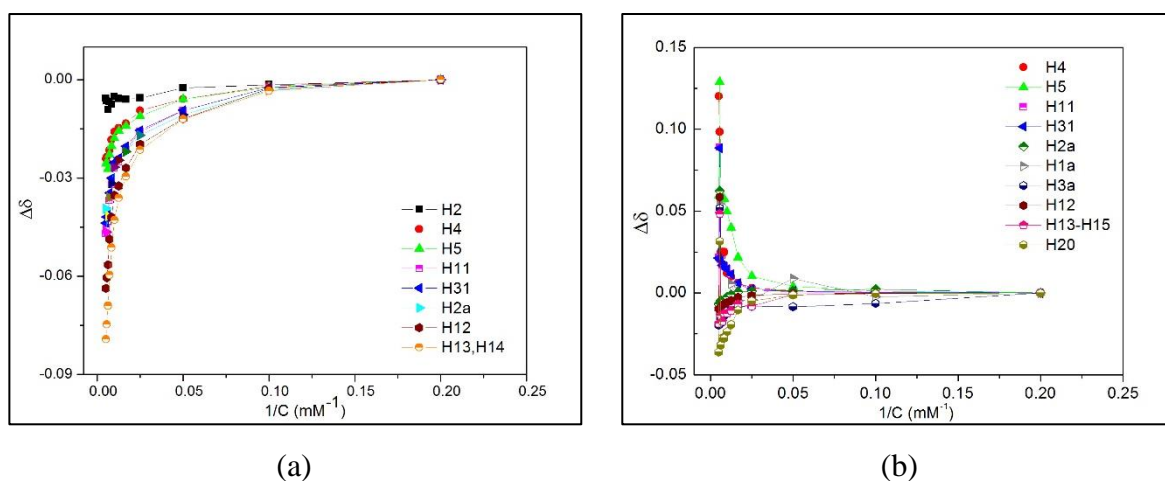 0.00
-0.03
-0.06
-0.09
Δδ
H2
H4
H5
H11
H31
H2a
H12
H13,H14
0.00 0.05 0.10 0.15 0.20 0.25
1/C (mM⁻¹)
(a)
0.15
0.10
0.05
0.00
-0.05
Δδ
H4
H5
H11
H31
H2a
H1a
H3a
H12
H13-H15
H20
0.00 0.05 0.10 0.15 0.20 0.25
1/C (mM⁻¹)
(b)